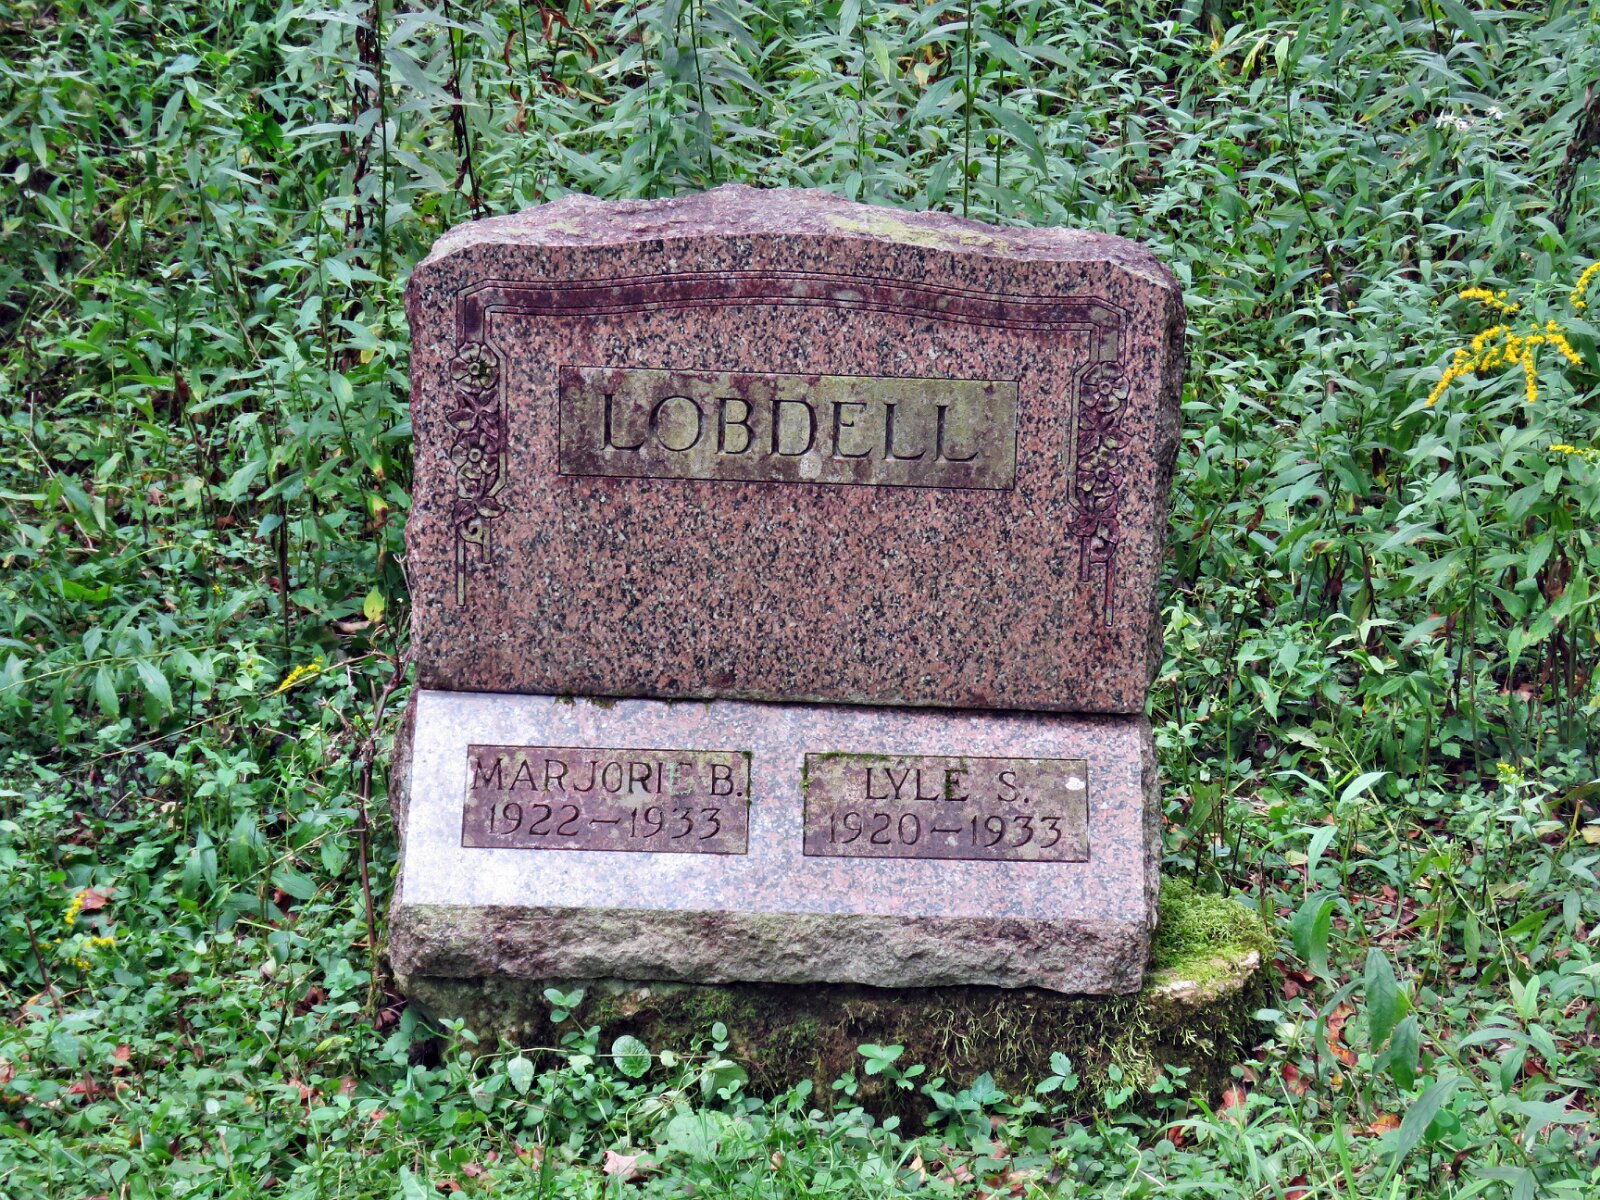 LOBDELL
MARJORIE B.
1922–1933
LYLE S.
1920–1933